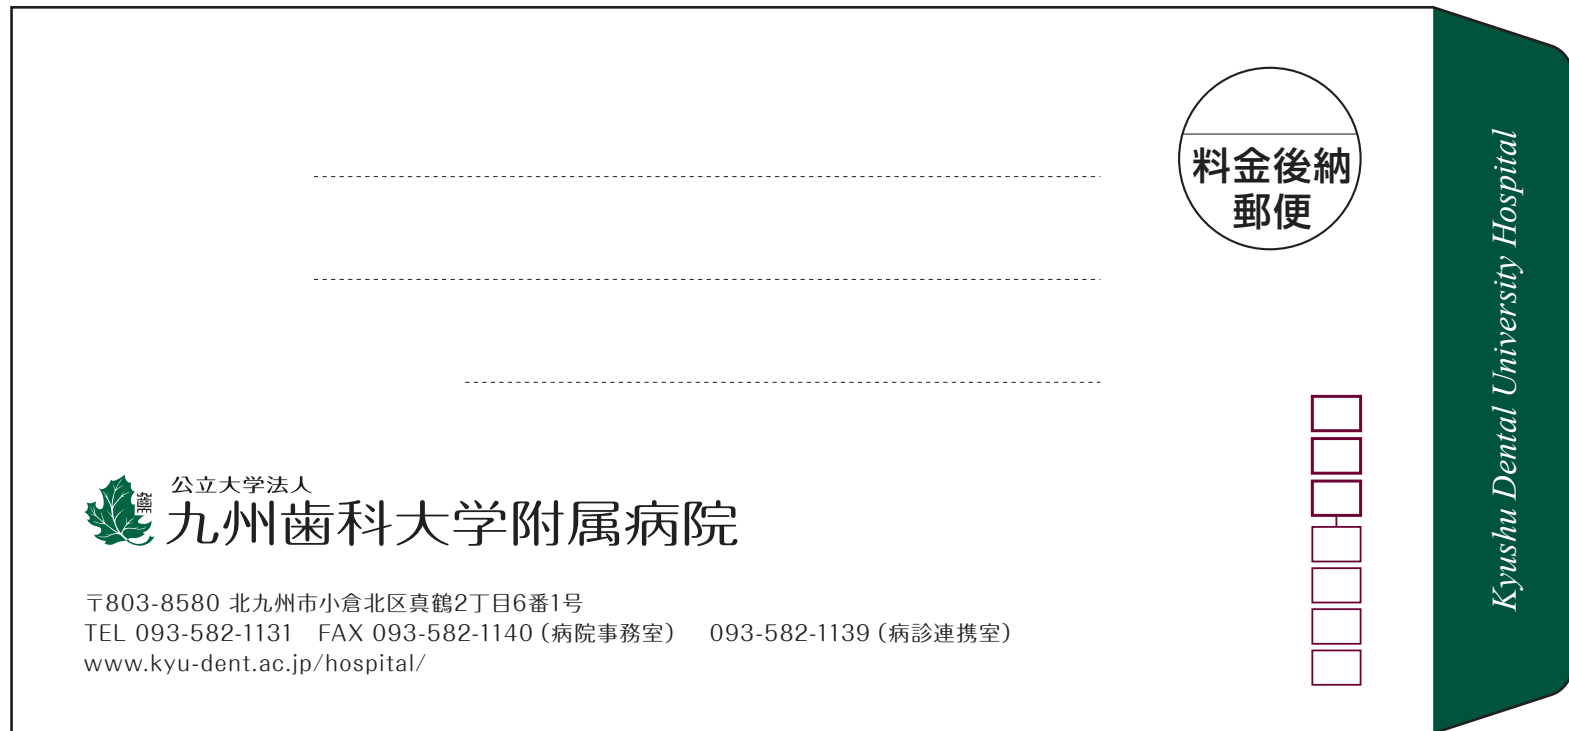 料金後納
郵便
公立大学法人
九州歯科大学附属病院
〒803-8580 北九州市小倉北区真鶴2丁目6番1号
TEL 093-582-1131　FAX 093-582-1140（病院事務室）　093-582-1139（病診連携室）
www.kyu-dent.ac.jp/hospital/
Kyushu Dental University Hospital